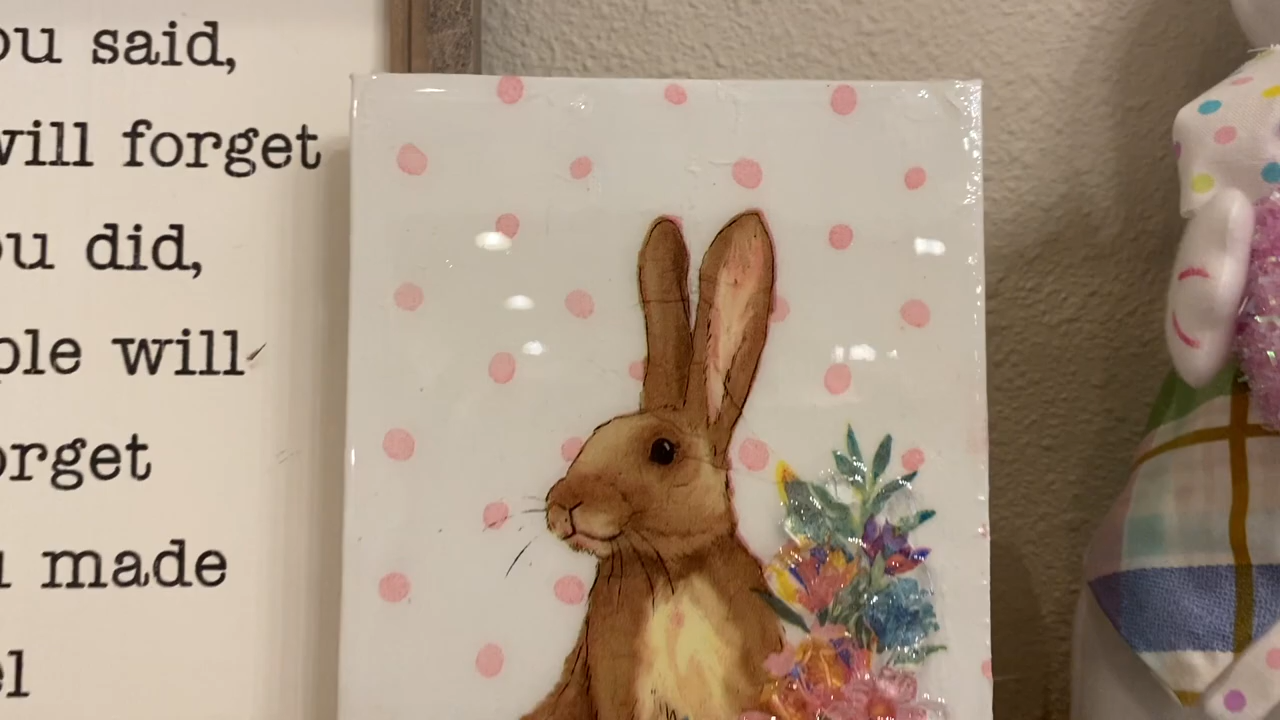 ou said,
will forget
ou did,
ple will
orget
u made
el